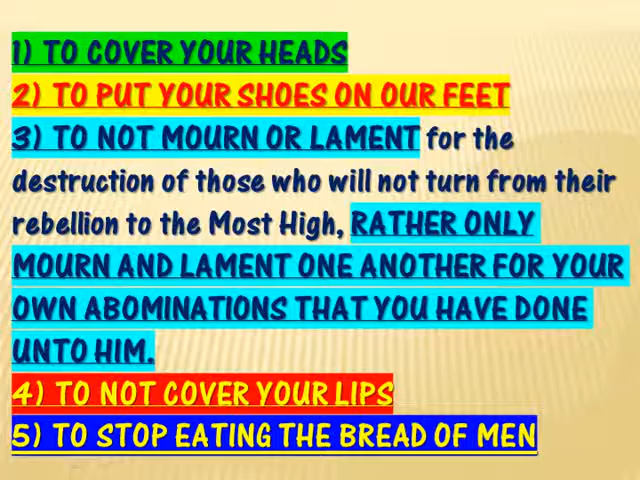 1) TO COVER YOUR HEADS
2) TO PUT YOUR SHOES ON OUR FEET
3) TO NOT MOURN OR LAMENT for the
destruction of those who will not turn from their
rebellion to the Most High, RATHER ONLY
MOURN AND LAMENT ONE ANOTHER FOR YOUR
OWN ABOMINATIONS THAT YOU HAVE DONE
UNTO HIM.
4) TO NOT COVER YOUR LIPS
5) TO STOP EATING THE BREAD OF MEN